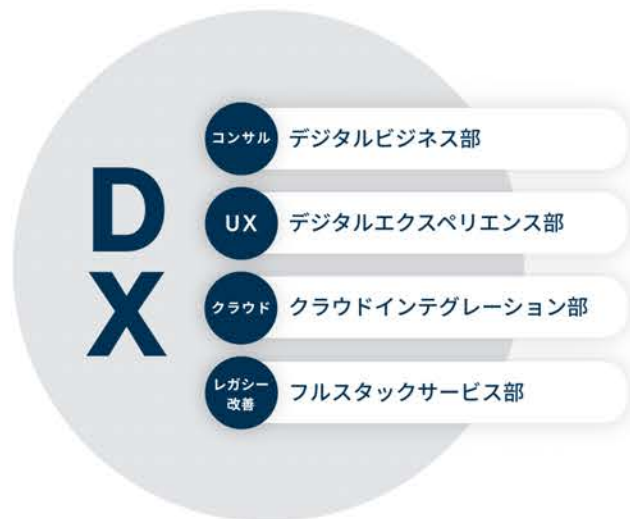 DX
コンサル
デジタルビジネス部
UX
デジタルエクスペリエンス部
クラウド
クラウドインテグレーション部
レガシー
改善
フルスタックサービス部